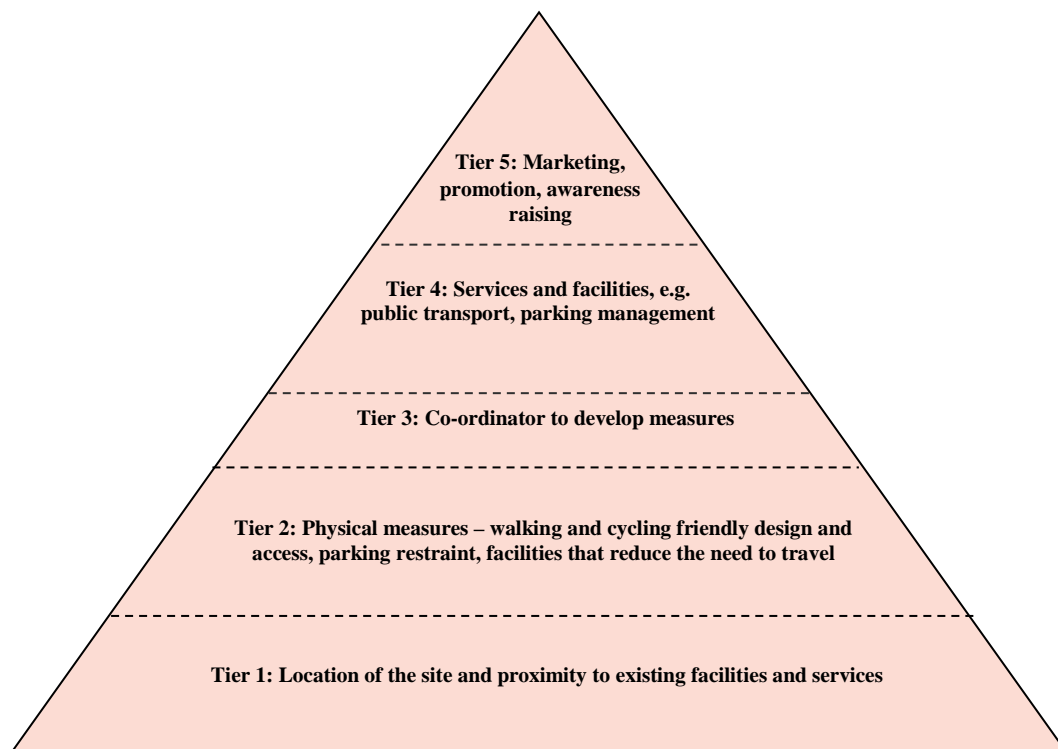 Tier 5: Marketing,
promotion, awareness
raising
Tier 4: Services and facilities, e.g.
public transport, parking management
Tier 3: Co-ordinator to develop measures
Tier 2: Physical measures – walking and cycling friendly design and
access, parking restraint, facilities that reduce the need to travel
Tier 1: Location of the site and proximity to existing facilities and services